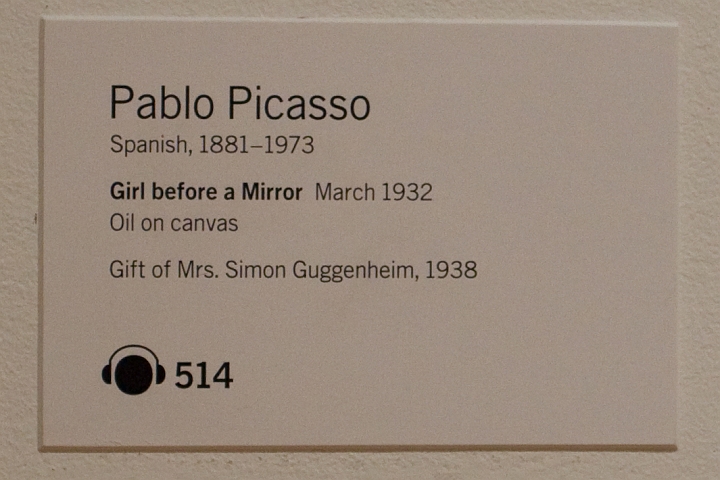 Pablo Picasso
Spanish, 1881–1973
Girl before a Mirror March 1932
Oil on canvas
Gift of Mrs. Simon Guggenheim, 1938
514